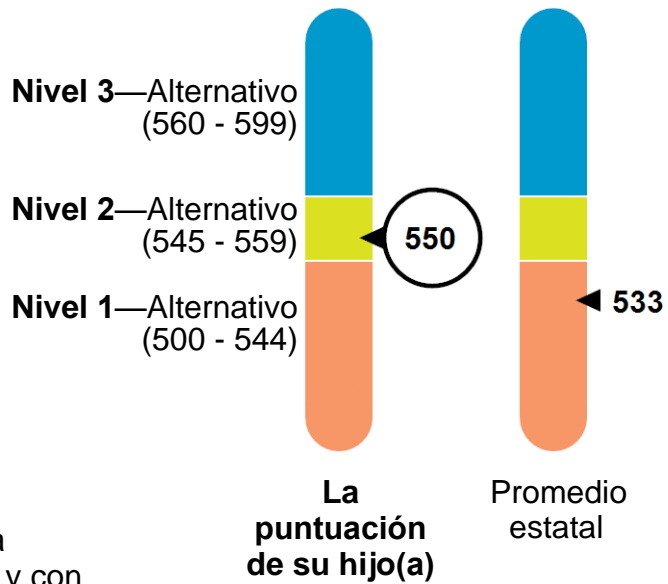 Nivel 3—Alternativo
(560 - 599)
Nivel 2—Alternativo
(545 - 559)
550
Nivel 1—Alternativo
(500 - 544)
533
La
puntuación
de su hijo(a)
Promedio
estatal
a
y con